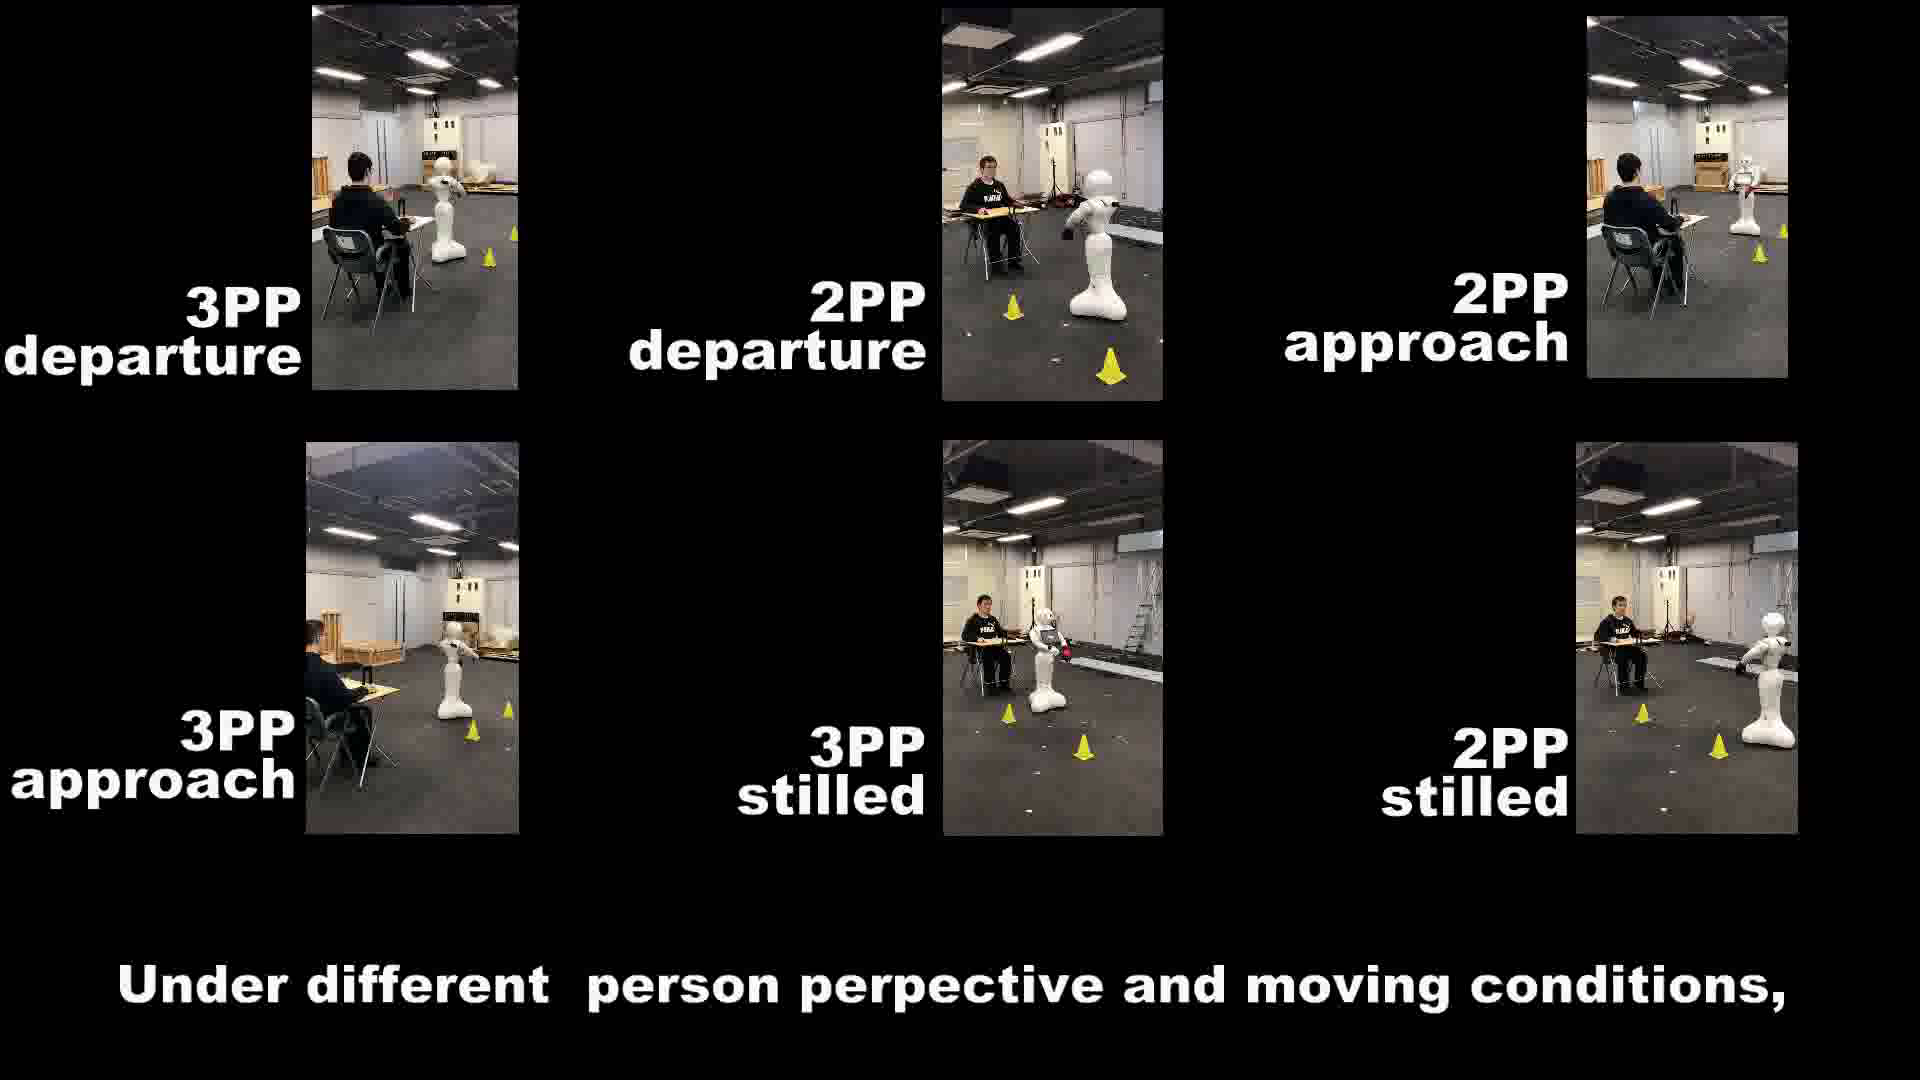 3PP
departure
2PP
departure
2PP
approach
3PP
approach
3PP
stilled
2PP
stilled
Under different  person perpective and moving conditions,